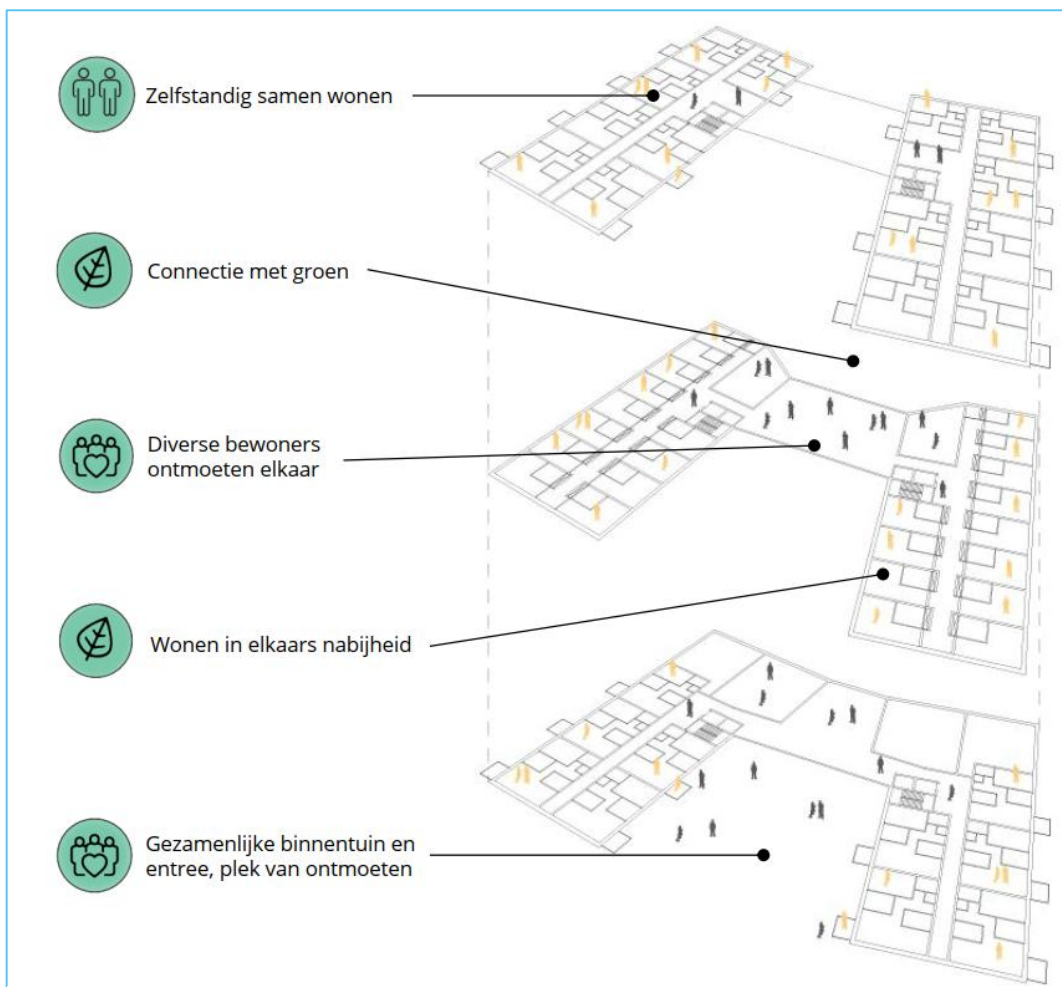 Zelfstandig samen wonen
Connectie met groen
Diverse bewoners
ontmoeten elkaar
Wonen in elkaars nabijheid
Gezamenlijke binnentuin en
entree, plek van ontmoeten